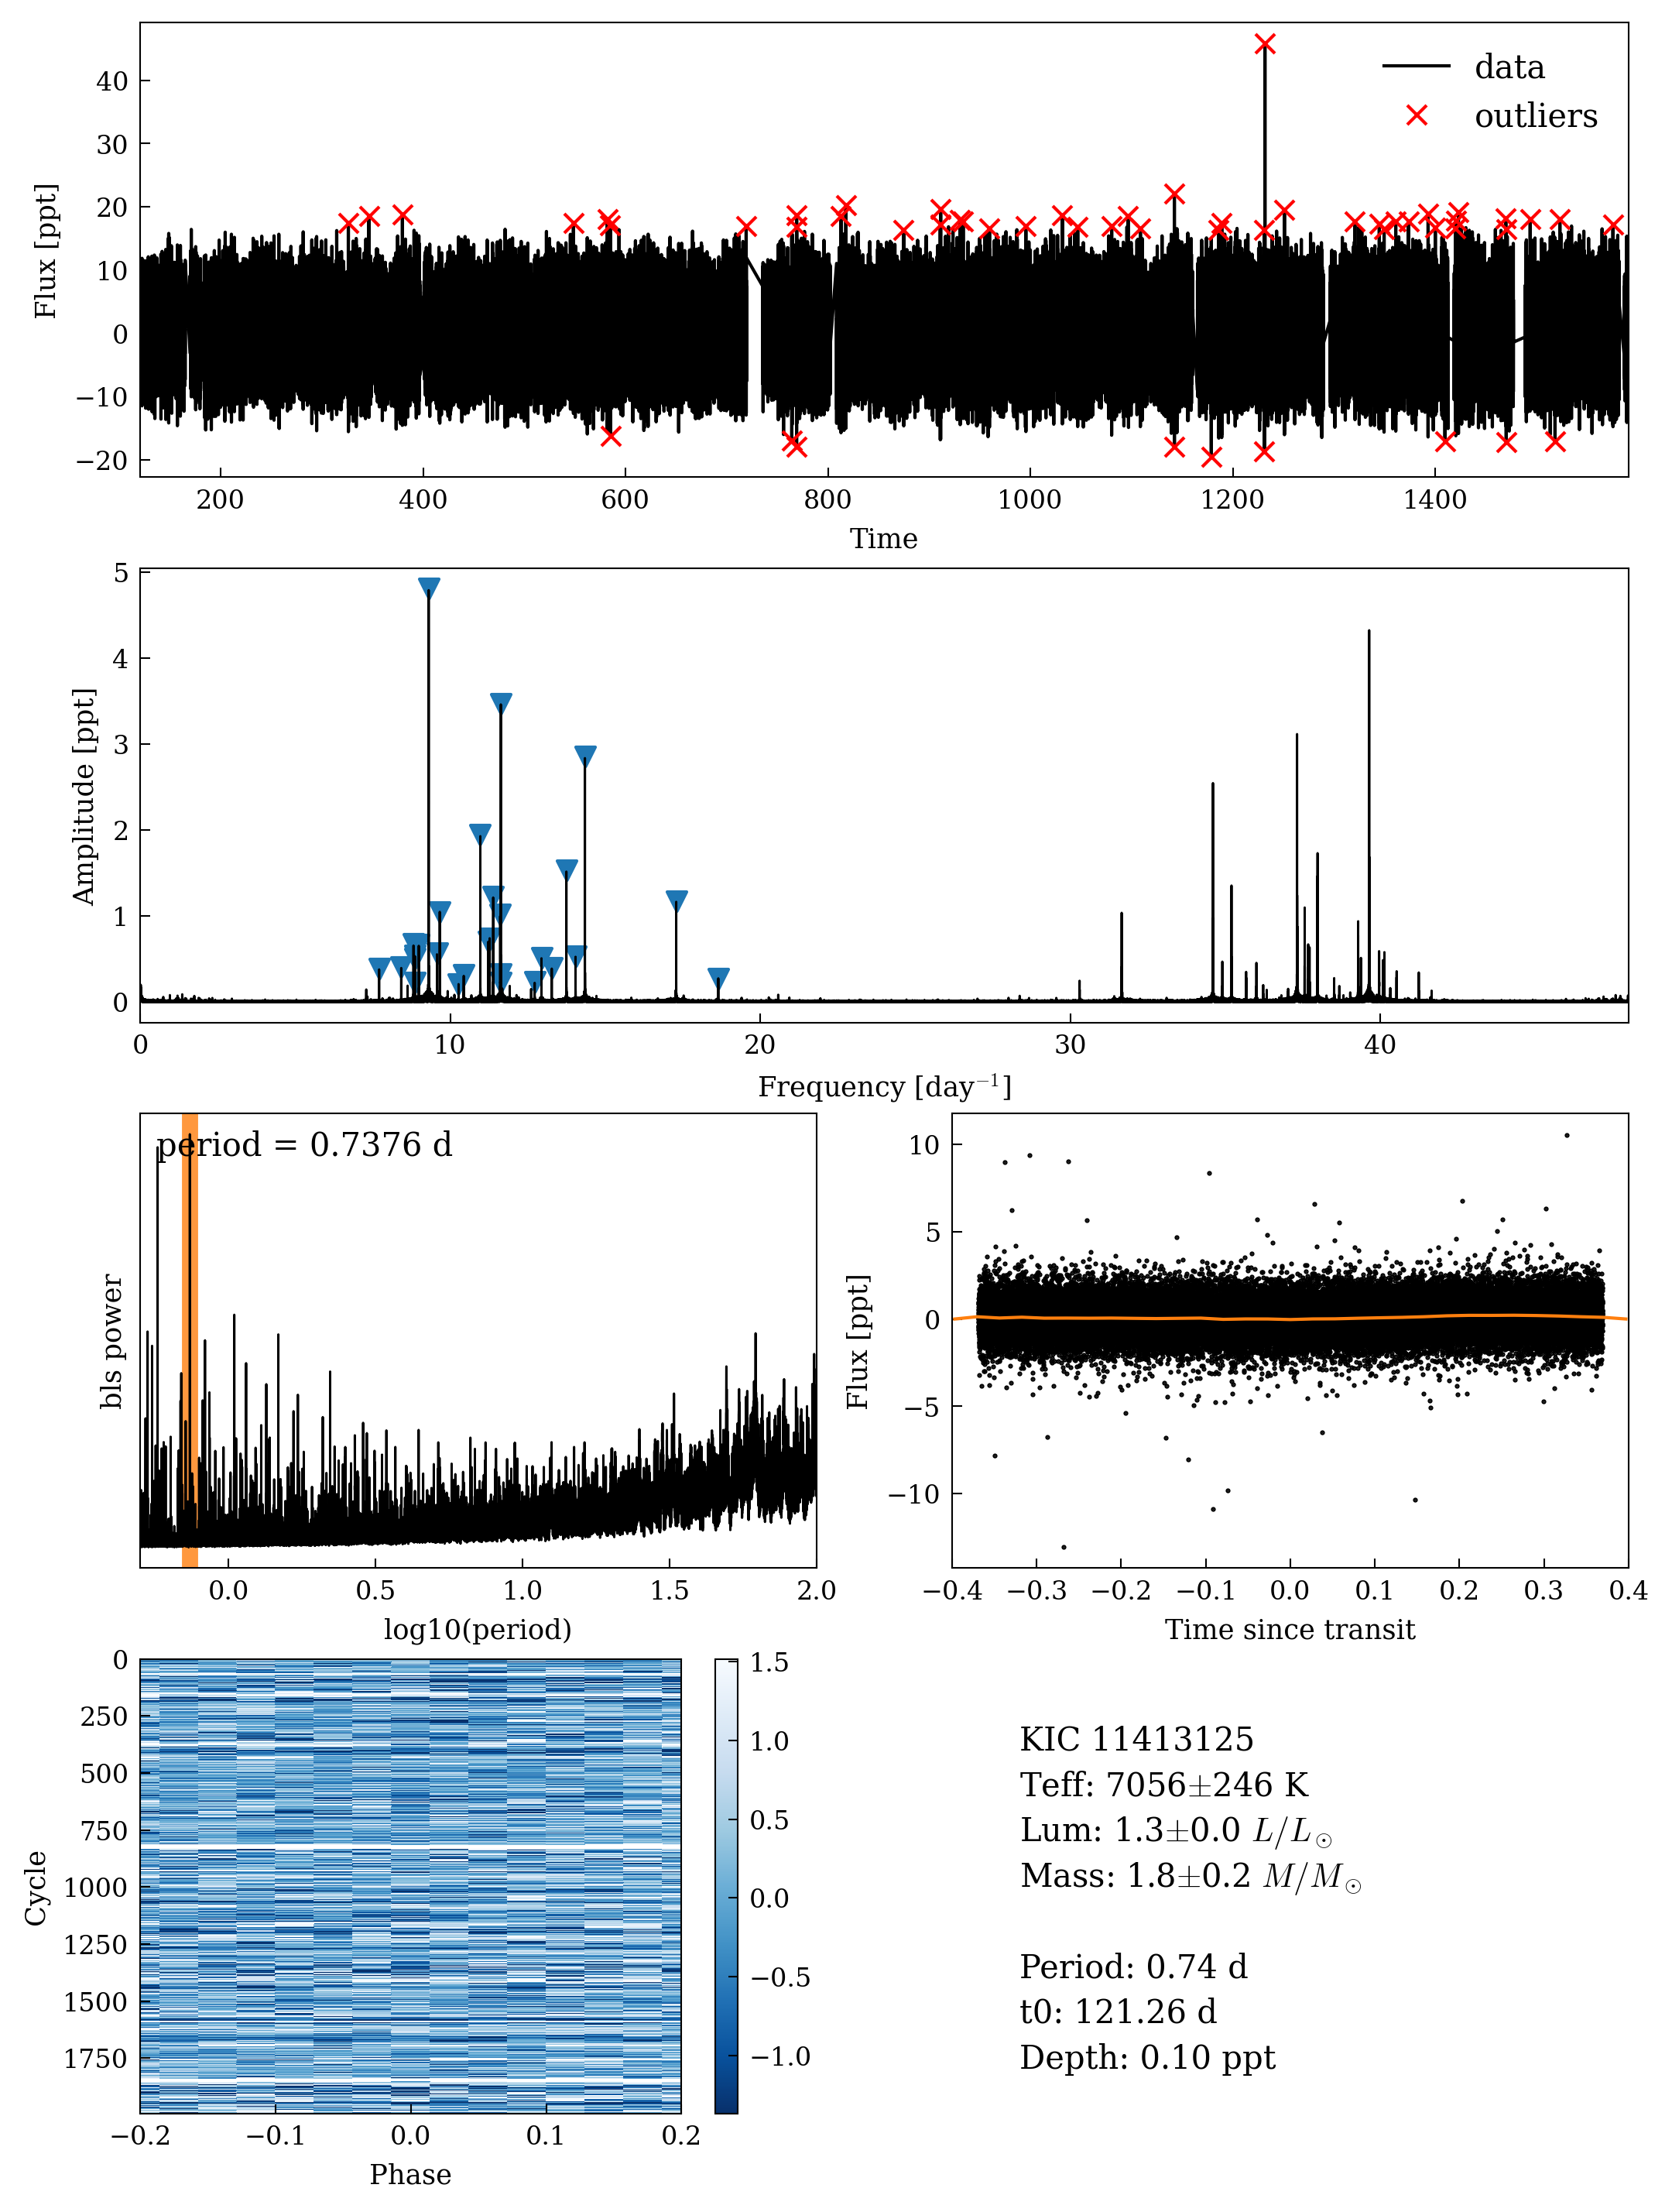 data
outliers
40
30
20
10
0
−10
−20
Flux [ppt]
200 400 600 800 1000 1200 1400
Time
5
4
3
2
1
0
Amplitude [ppt]
0 10 20 30 40
Frequency [day⁻¹]
period = 0.7376 d
bls power
0.0 0.5 1.0 1.5 2.0
log10(period)
10
5
0
−5
−10
Flux [ppt]
−0.4 −0.3 −0.2 −0.1 0.0 0.1 0.2 0.3 0.4
Time since transit
0
250
500
750
1000
1250
1500
1750
Cycle
−0.2 −0.1 0.0 0.1 0.2
Phase
1.5
1.0
0.5
0.0
−0.5
−1.0
KIC 11413125
Teff: 7056±246 K
Lum: 1.3±0.0 L/L☉
Mass: 1.8±0.2 M/M☉
Period: 0.74 d
t0: 121.26 d
Depth: 0.10 ppt